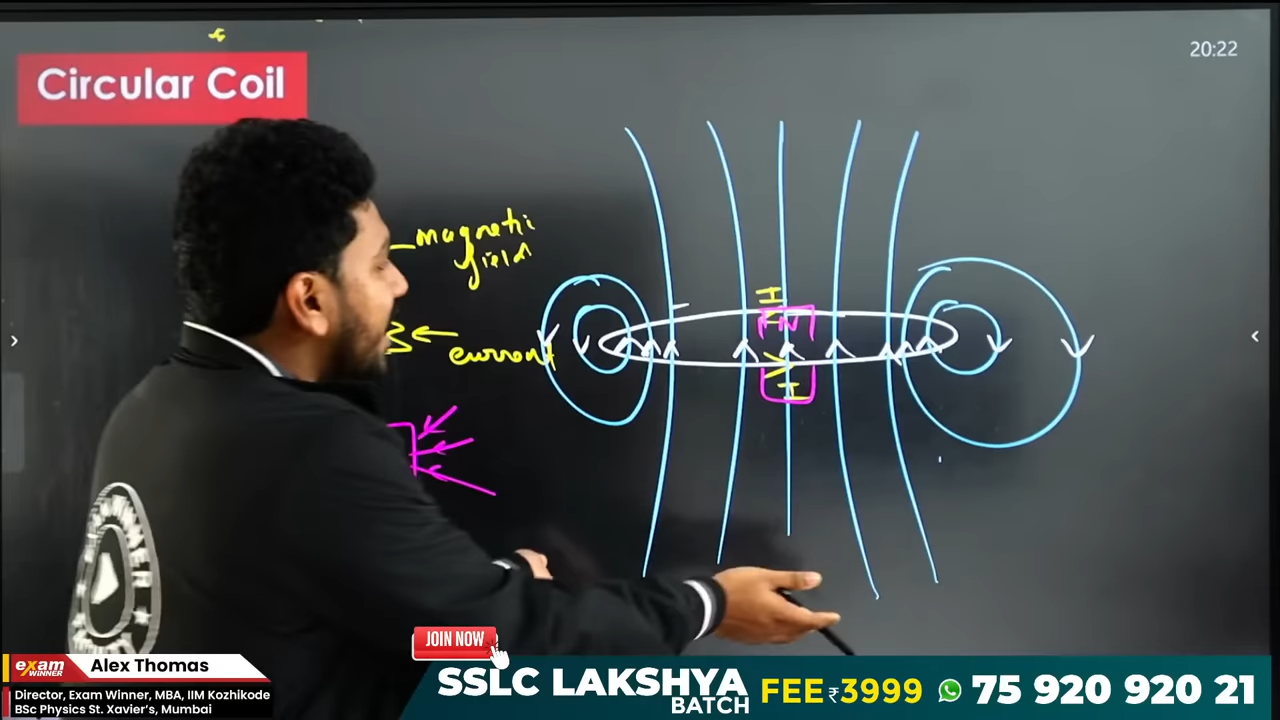 Circular Coil
20:22
magnetic
field
current
N
JOIN NOW
exam
WINNER
Alex Thomas
Director, Exam Winner, MBA, IIM Kozhikode
BSc Physics St. Xavier's, Mumbai
SSLC LAKSHYA
BATCH
FEE ₹3999
75 920 920 21